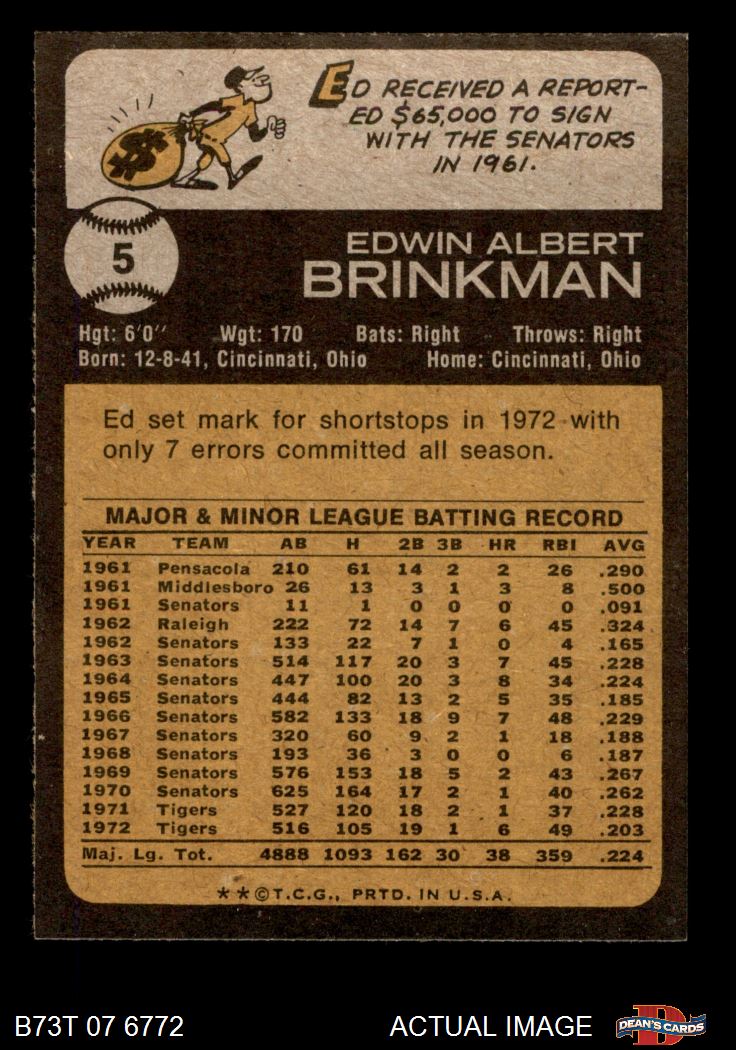 ED RECEIVED A REPORT-
ED $65,000 TO SIGN
WITH THE SENATORS
IN 1961.
$
5
EDWIN ALBERT
BRINKMAN
Hgt: 6'0" Wgt: 170 Bats: Right Throws: Right
Born: 12-8-41, Cincinnati, Ohio Home: Cincinnati, Ohio
Ed set mark for shortstops in 1972 with
only 7 errors committed all season.
MAJOR & MINOR LEAGUE BATTING RECORD
YEAR TEAM AB H 2B 3B HR RBI AVG
1961 Pensacola 210 61 14 2 2 26 .290
1961 Middlesboro 26 13 3 1 3 8 .500
1961 Senators 11 1 0 0 0 0 .091
1962 Raleigh 222 72 14 7 6 45 .324
1962 Senators 133 22 7 1 0 4 .165
1963 Senators 514 117 20 3 7 45 .228
1964 Senators 447 100 20 3 8 34 .224
1965 Senators 444 82 13 2 5 35 .185
1966 Senators 582 133 18 9 7 48 .229
1967 Senators 320 60 9 2 1 18 .188
1968 Senators 193 36 3 0 0 6 .187
1969 Senators 576 153 18 5 2 43 .267
1970 Senators 625 164 17 2 1 40 .262
1971 Tigers 527 120 18 2 1 37 .228
1972 Tigers 516 105 19 1 6 49 .203
Maj. Lg. Tot. 4888 1093 162 30 38 359 .224
**©T.C.G., PRTD. IN U.S.A.
B73T 07 6772 ACTUAL IMAGE D DEAN'S CARDS